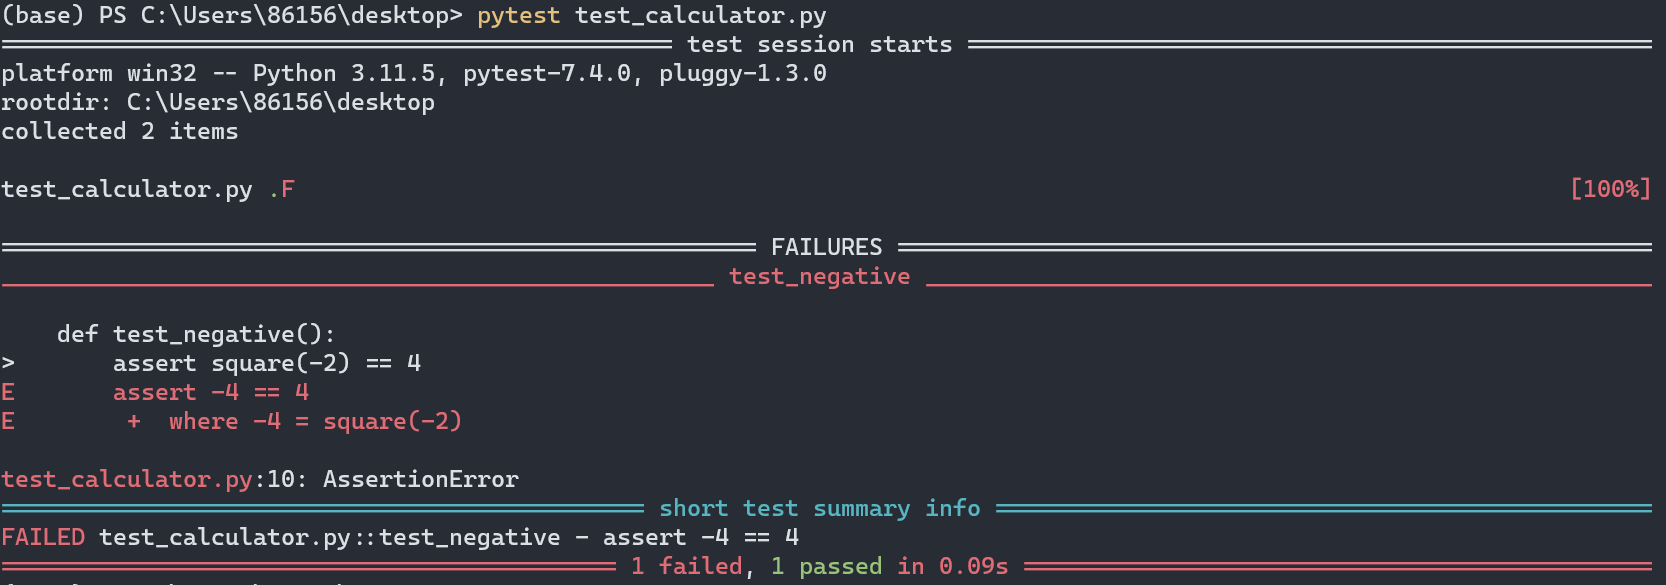 (base) PS C:\Users\86156\desktop> pytest test_calculator.py
test session starts
platform win32 -- Python 3.11.5, pytest-7.4.0, pluggy-1.3.0
rootdir: C:\Users\86156\desktop
collected 2 items
test_calculator.py .F [100%]
FAILURES
test_negative
def test_negative():
> assert square(-2) == 4
E assert -4 == 4
E + where -4 = square(-2)
test_calculator.py:10: AssertionError
short test summary info
FAILED test_calculator.py::test_negative - assert -4 == 4
1 failed, 1 passed in 0.09s